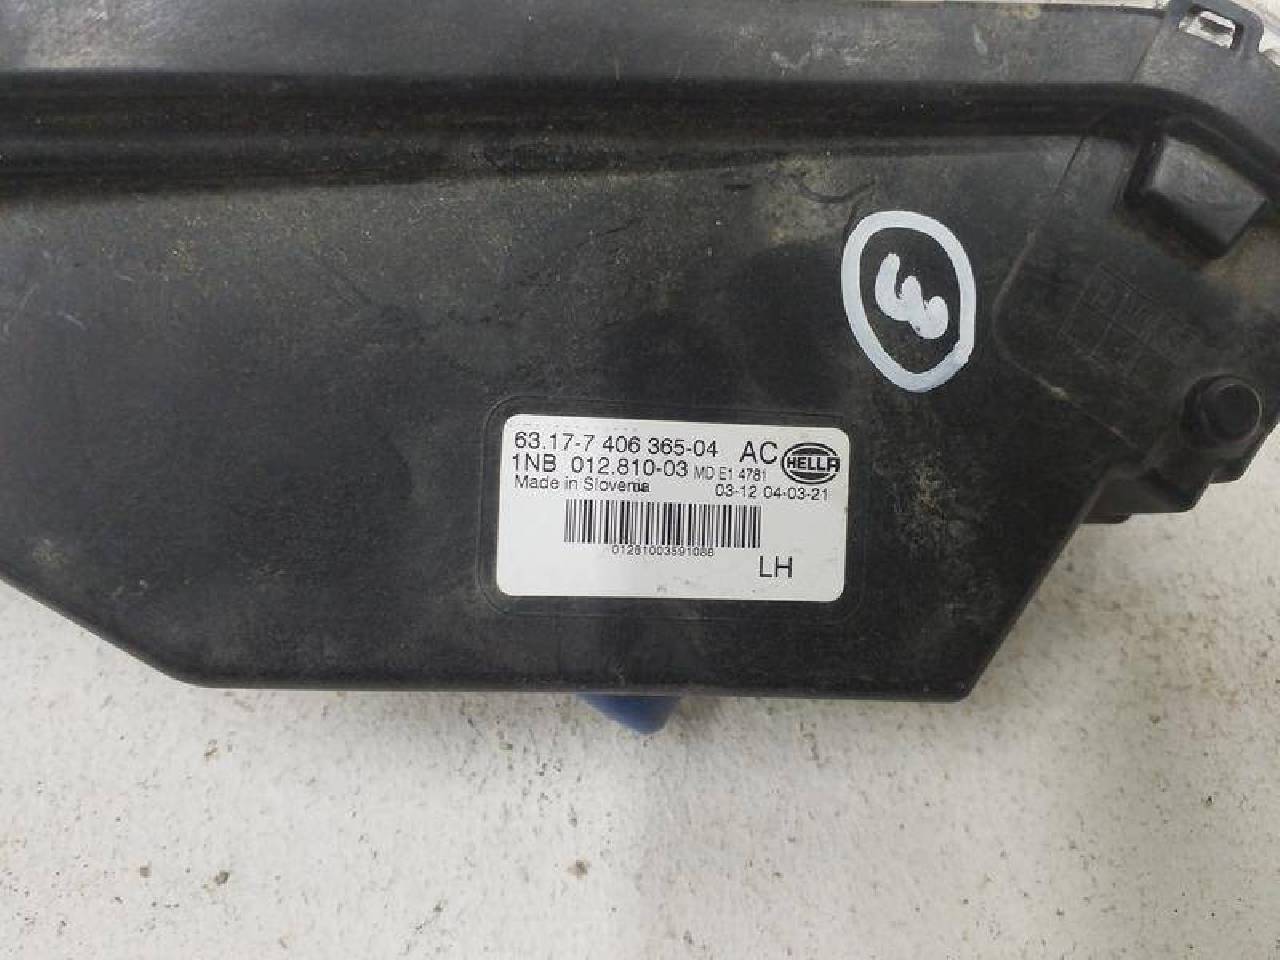 3
63.17-7 406 365-04 AC HELLA
1NB 012.810-03 MD E1 4781
Made in Slovenia 03-12 04-03-21
01281003591086
LH